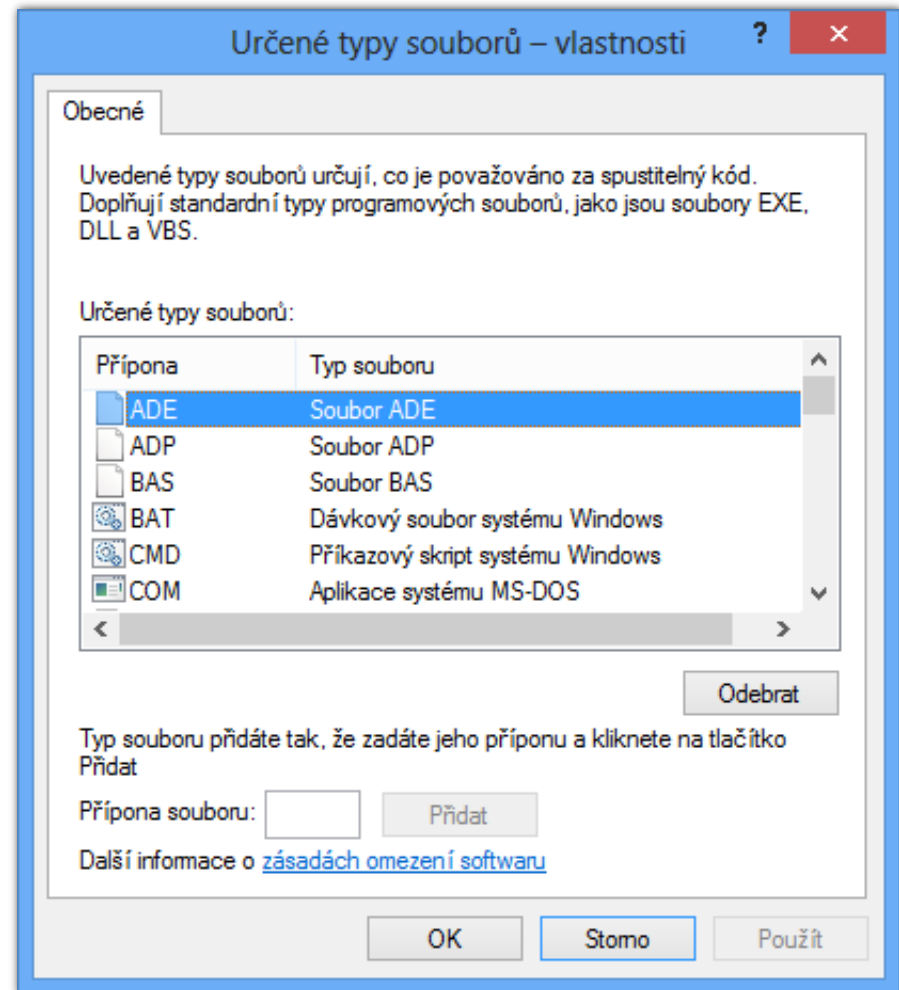 Určené typy souborů – vlastnosti
?
Obecné
Uvedené typy souborů určují, co je považováno za spustitelný kód.
Doplňují standardní typy programových souborů, jako jsou soubory EXE,
DLL a VBS.
Určené typy souborů:
Přípona Typ souboru
ADE Soubor ADE
ADP Soubor ADP
BAS Soubor BAS
BAT Dávkový soubor systému Windows
CMD Příkazový skript systému Windows
COM Aplikace systému MS-DOS
Odebrat
Typ souboru přidáte tak, že zadáte jeho příponu a kliknete na tlačítko
Přidat
Přípona souboru: Přidat
Další informace o zásadách omezení softwaru
OK Storno Použít